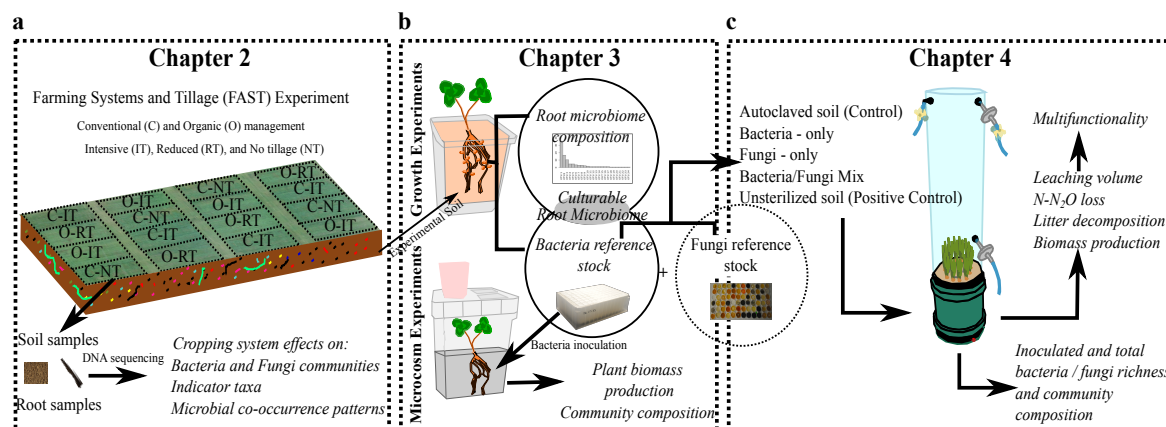 a
Chapter 2
Farming Systems and Tillage (FAST) Experiment
Conventional (C) and Organic (O) management
Intensive (IT), Reduced (RT), and No tillage (NT)
C-IT
O-RT
O-IT
C-NT
O-IT
C-NT
C-IT
O-RT
C-NT
O-IT
O-RT
C-IT
O-RT
C-IT
C-NT
O-IT
Soil samples
DNA sequencing
Root samples
Cropping system effects on:
Bacteria and Fungi communities
Indicator taxa
Microbial co-occurrence patterns
b
Chapter 3
Growth Experiments
Experimental Soil
Root microbiome
composition
Culturable
Root Microbiome
Bacteria reference
stock
+
Fungi reference
stock
Microcosm Experiments
Bacteria inoculation
Plant biomass
production
Community composition
c
Chapter 4
Autoclaved soil (Control)
Bacteria - only
Fungi - only
Bacteria/Fungi Mix
Unsterilized soil (Positive Control)
Multifunctionality
Leaching volume
N-N₂O loss
Litter decomposition
Biomass production
Inoculated and total
bacteria / fungi richness
and community
composition